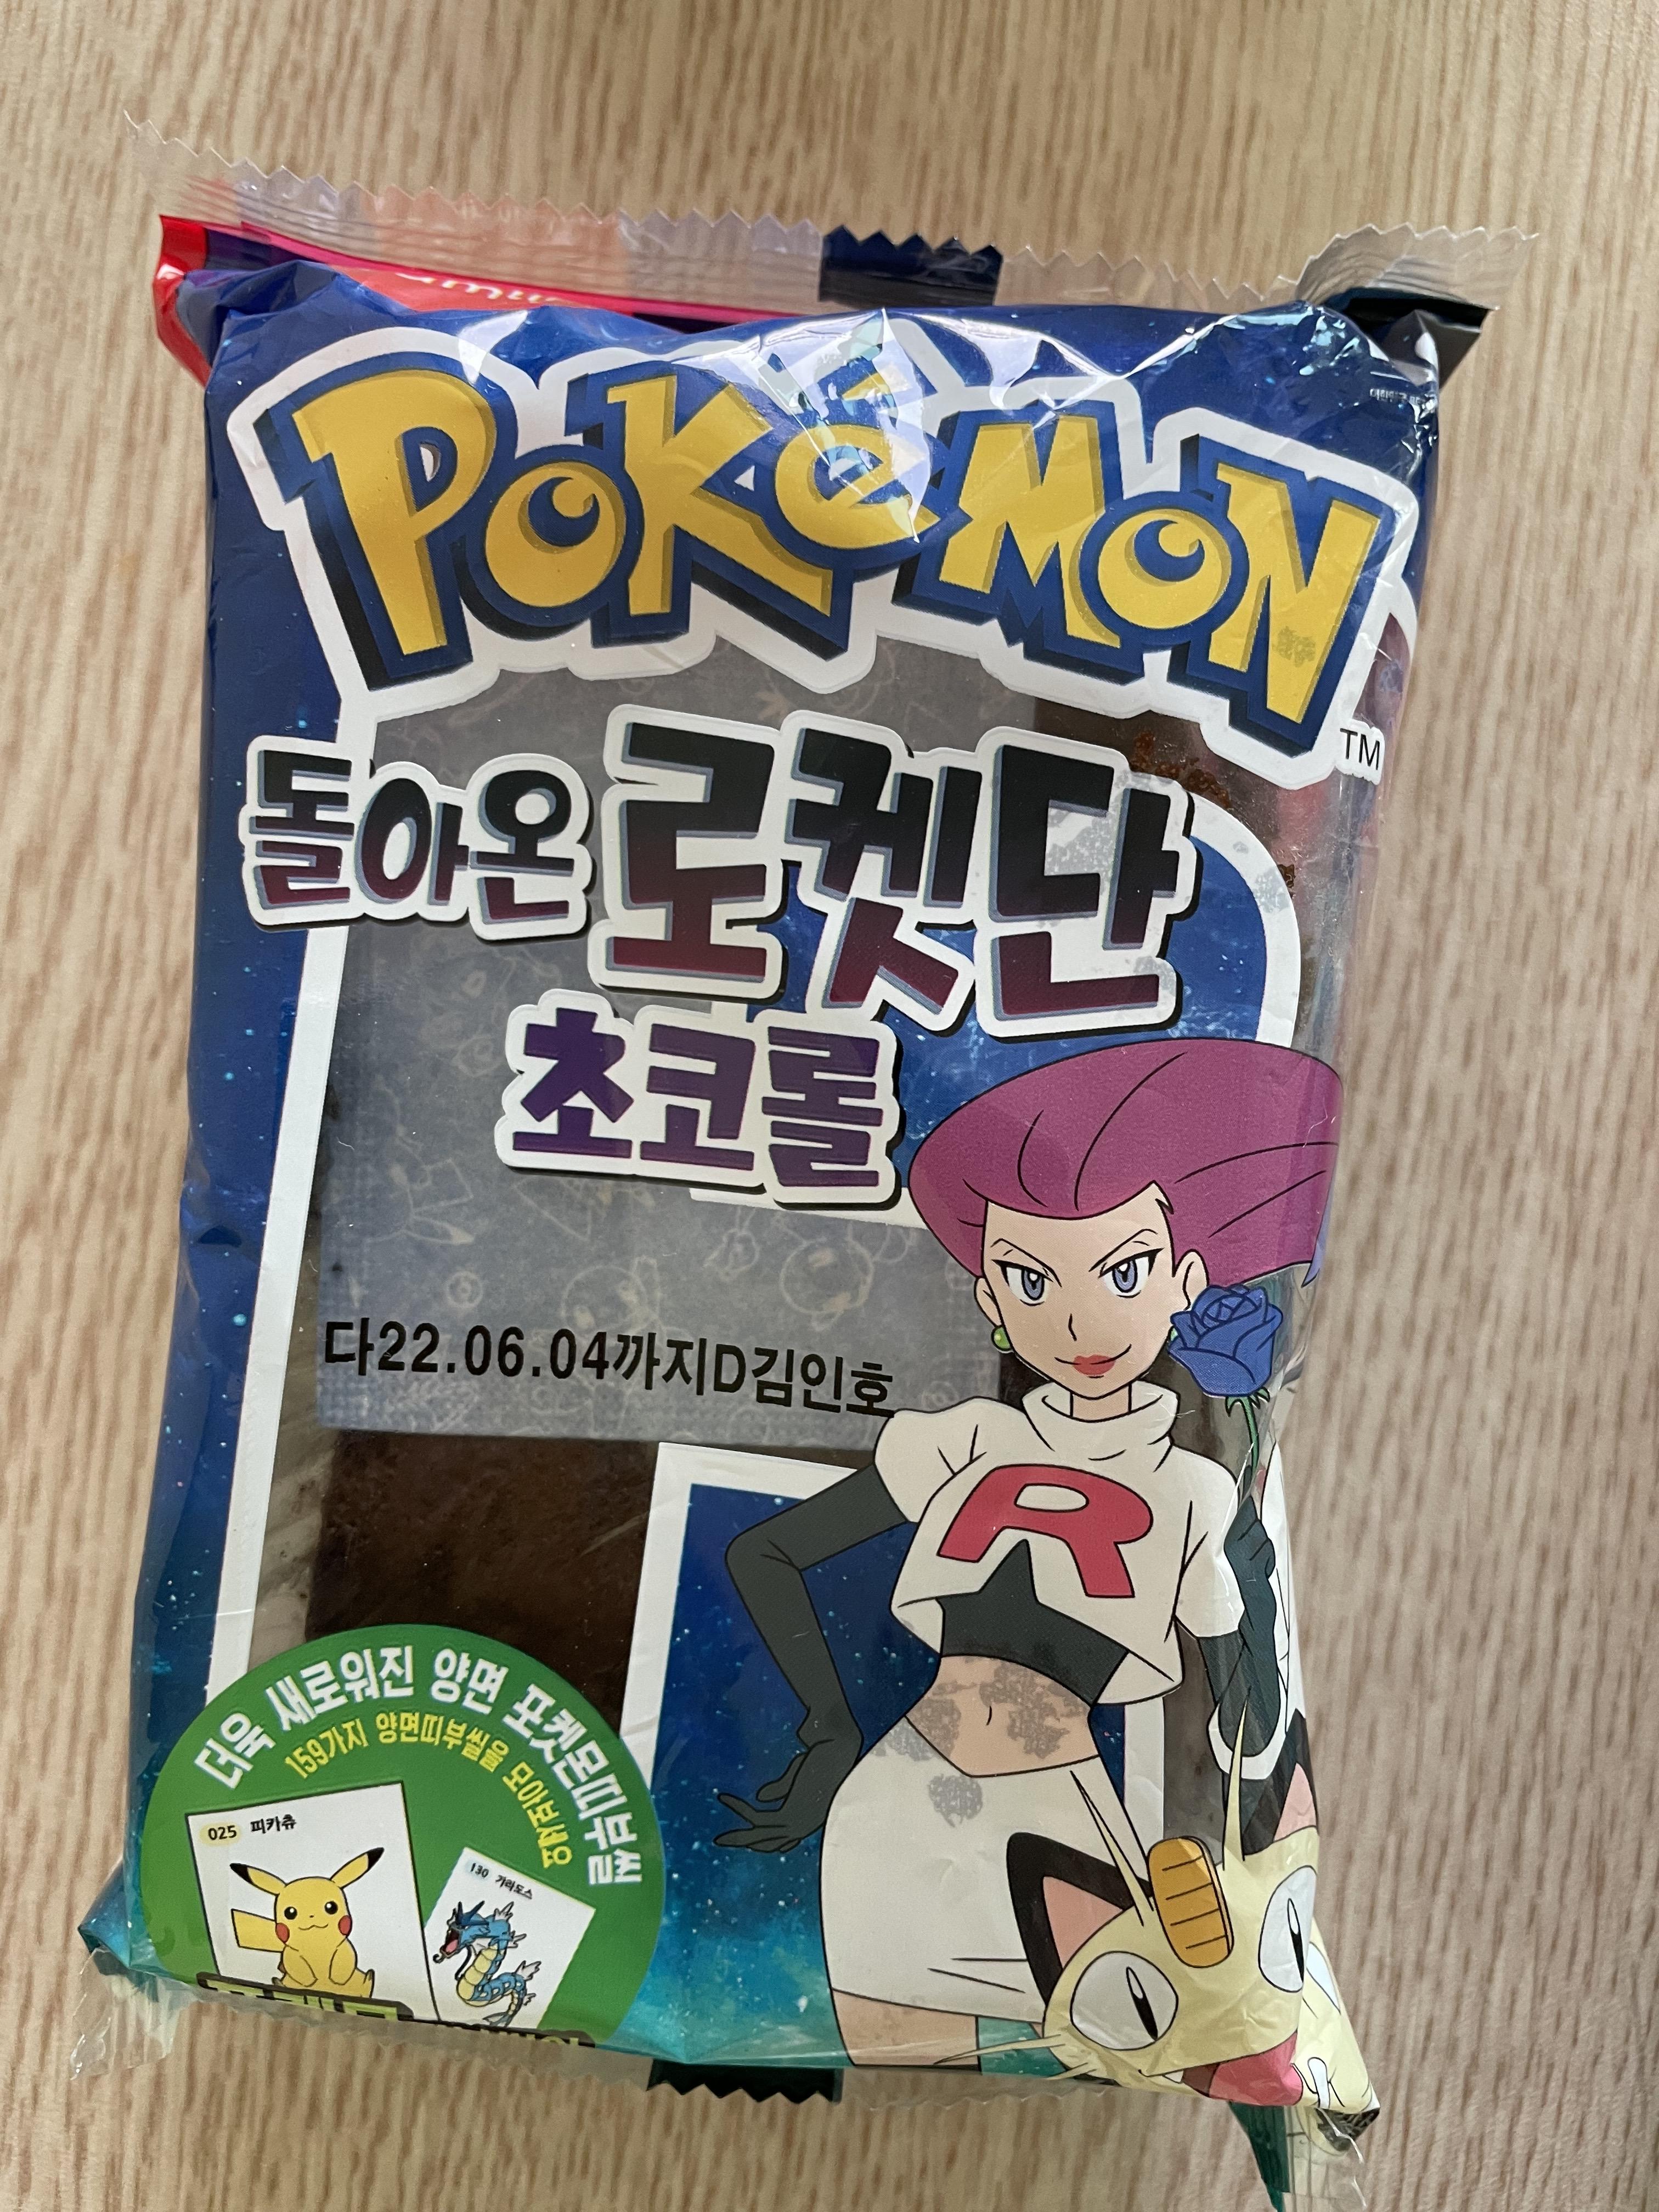 POKéMON
TM
돌아온 로켓단
초코롤
다22.06.04까지D김인호
R
더욱 새로워진 양면 포켓몬띠부씰
159가지 양면띠부씰을 모아보세요
025 피카츄
130 갸라도스